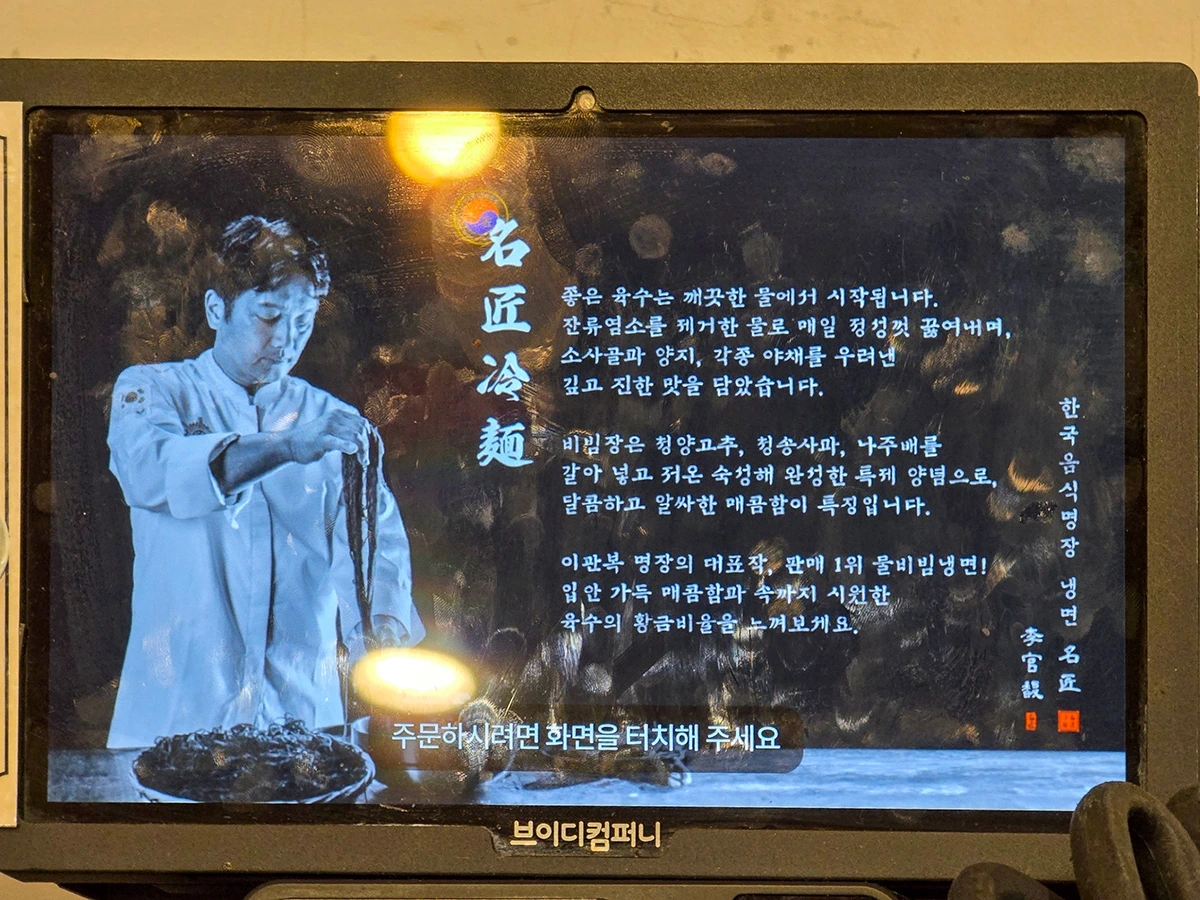 名匠冷麵
좋은 육수는 깨끗한 물에서 시작됩니다.
잔류염소를 제거한 물로 매일 정성껏 끓여내며,
소사골과 양지, 각종 야채를 우려낸
깊고 진한 맛을 담았습니다.
비빔장은 청양고추, 청송사과, 나주배를
갈아 넣고 저온 숙성해 완성한 특제 양념으로,
달콤하고 알싸한 매콤함이 특징입니다.
이관복 명장의 대표작, 판매 1위 물비빔냉면!
입안 가득 매콤함과 속까지 시원한
육수의 황금비율을 느껴보세요.
한국음식명장 냉면 名匠
李官馥
주문하시려면 화면을 터치해 주세요
브이디컴퍼니